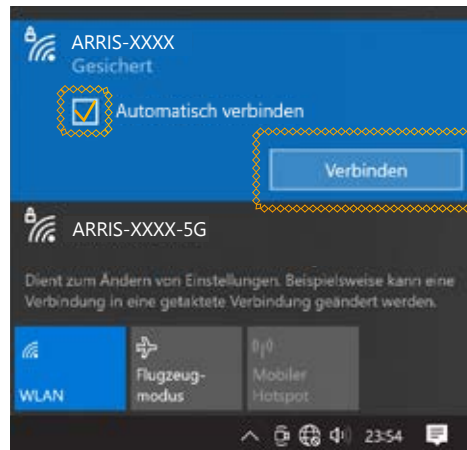 ARRIS-XXXX
Gesichert
Automatisch verbinden
Verbinden
ARRIS-XXXX-5G
Dient zum Ändern von Einstellungen. Beispielsweise kann eine
Verbindung in eine getaktete Verbindung geändert werden.
WLAN
Flugzeug-
modus
Mobiler
Hotspot
23:54